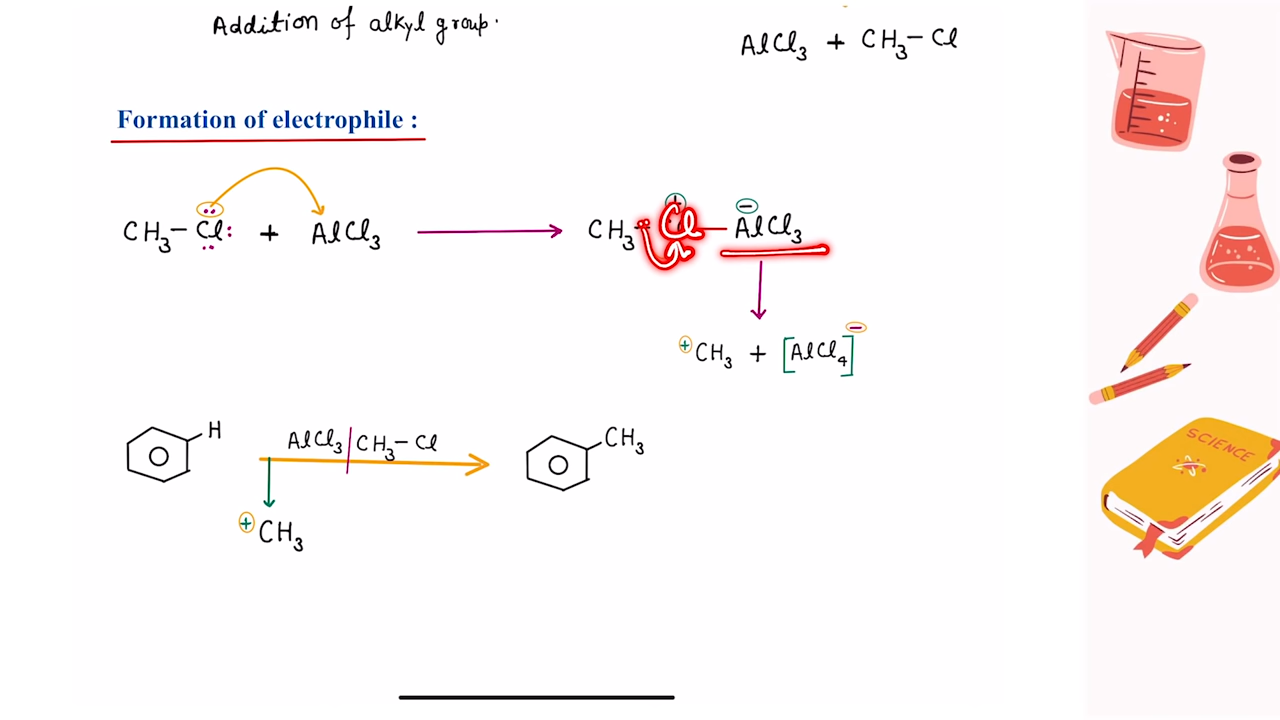 Addition of alkyl group.
AlCl₃ + CH₃-Cl
Formation of electrophile :
CH₃-Cl: + AlCl₃ → CH₃ : Cl⊕ - AlCl₃⊖
⊕CH₃ + [AlCl₄]⊖
H AlCl₃ | CH₃-Cl CH₃
⊕CH₃
SCIENCE